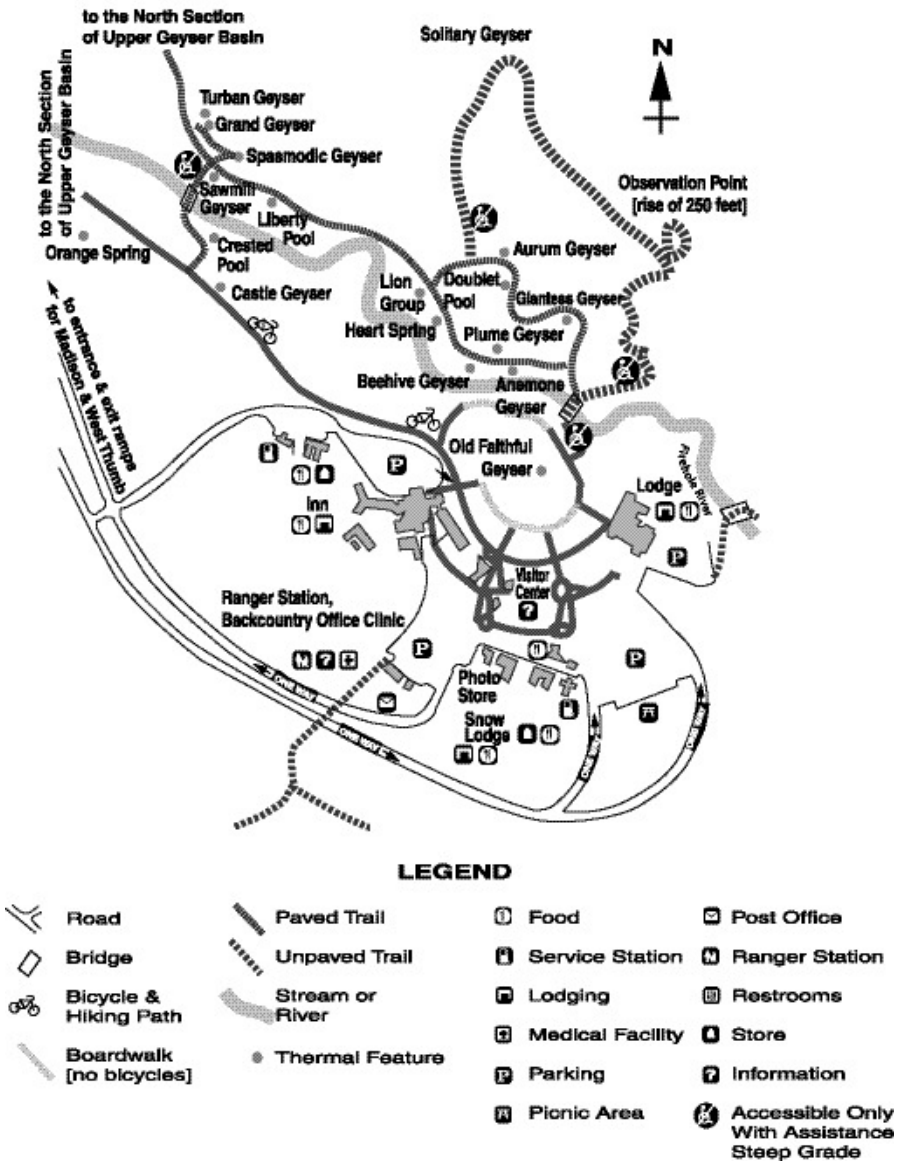 to the North Section
of Upper Geyser Basin
Solitary Geyser
N
to the North Section
of Upper Geyser Basin
Turban Geyser
Grand Geyser
Spasmodic Geyser
Sawmill
Geyser
Liberty
Pool
Observation Point
[rise of 250 feet]
Orange Spring
Crested
Pool
Castle Geyser
Lion
Group
Heart Spring
Aurum Geyser
Doublet
Pool
Giantess Geyser
Plume Geyser
Beehive Geyser
Anemone
Geyser
to entrance & exit ramps
for Madison & West Thumb
Old Faithful
Geyser
Firehole River
Lodge
P
Inn
Visitor
Center
?
P
Ranger Station,
Backcountry Office Clinic
?
P
P
ONE WAY
ONE WAY
Photo
Store
Snow
Lodge
ONE WAY
ONE WAY
LEGEND
Road
Bridge
Bicycle &
Hiking Path
Boardwalk
[no bicycles]
Paved Trail
Unpaved Trail
Stream or
River
Thermal Feature
Food
Service Station
Lodging
Medical Facility
P Parking
Picnic Area
Post Office
Ranger Station
Restrooms
Store
? Information
Accessible Only
With Assistance
Steep Grade